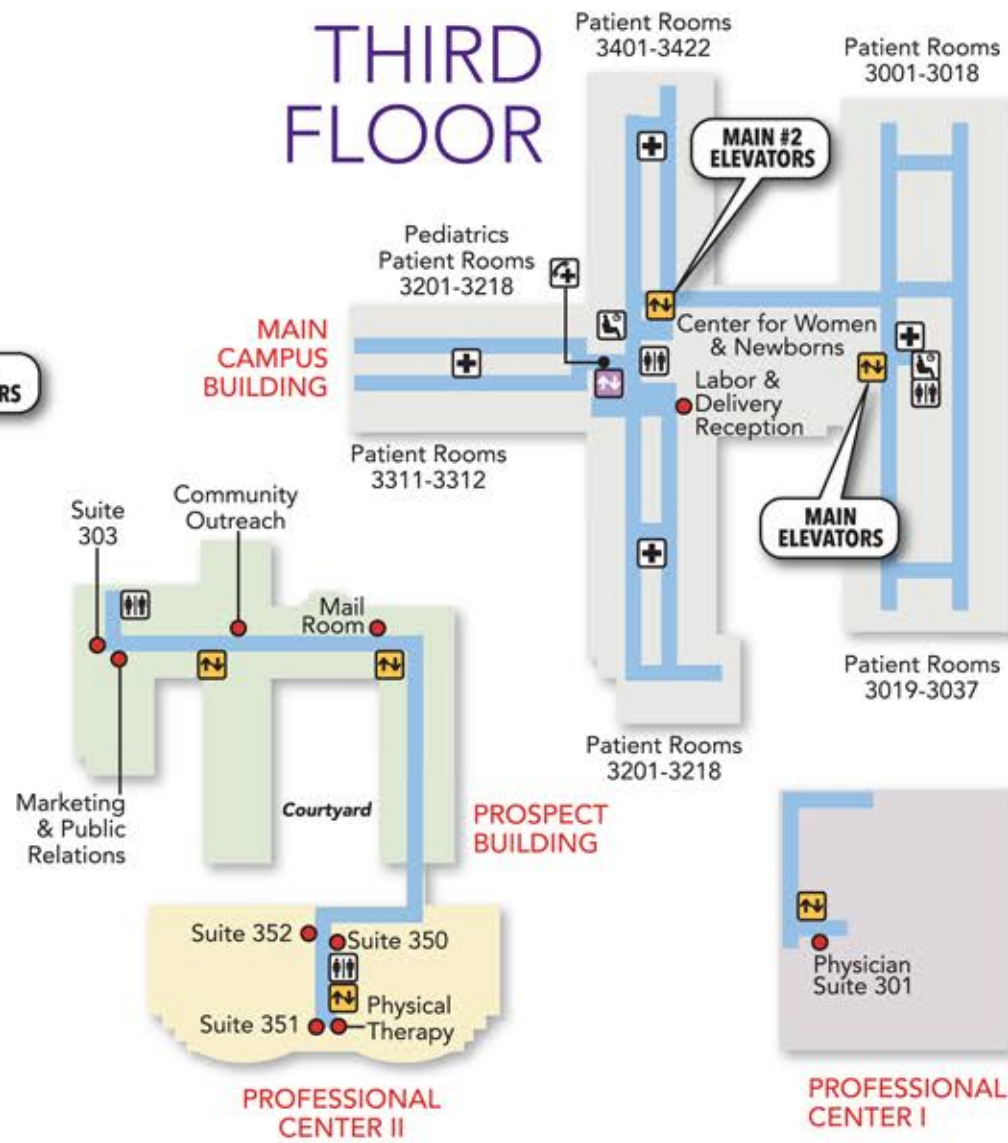 THIRD
FLOOR
Patient Rooms
3401-3422
Patient Rooms
3001-3018
MAIN #2
ELEVATORS
Pediatrics
Patient Rooms
3201-3218
MAIN
CAMPUS
BUILDING
Center for Women
& Newborns
RS
Labor &
Delivery
Reception
Patient Rooms
3311-3312
MAIN
ELEVATORS
Suite
303
Community
Outreach
Mail
Room
Patient Rooms
3019-3037
Patient Rooms
3201-3218
Marketing
& Public
Relations
Courtyard
PROSPECT
BUILDING
Suite 352
Suite 350
Suite 351
Physical
Therapy
Physician
Suite 301
PROFESSIONAL
CENTER II
PROFESSIONAL
CENTER I